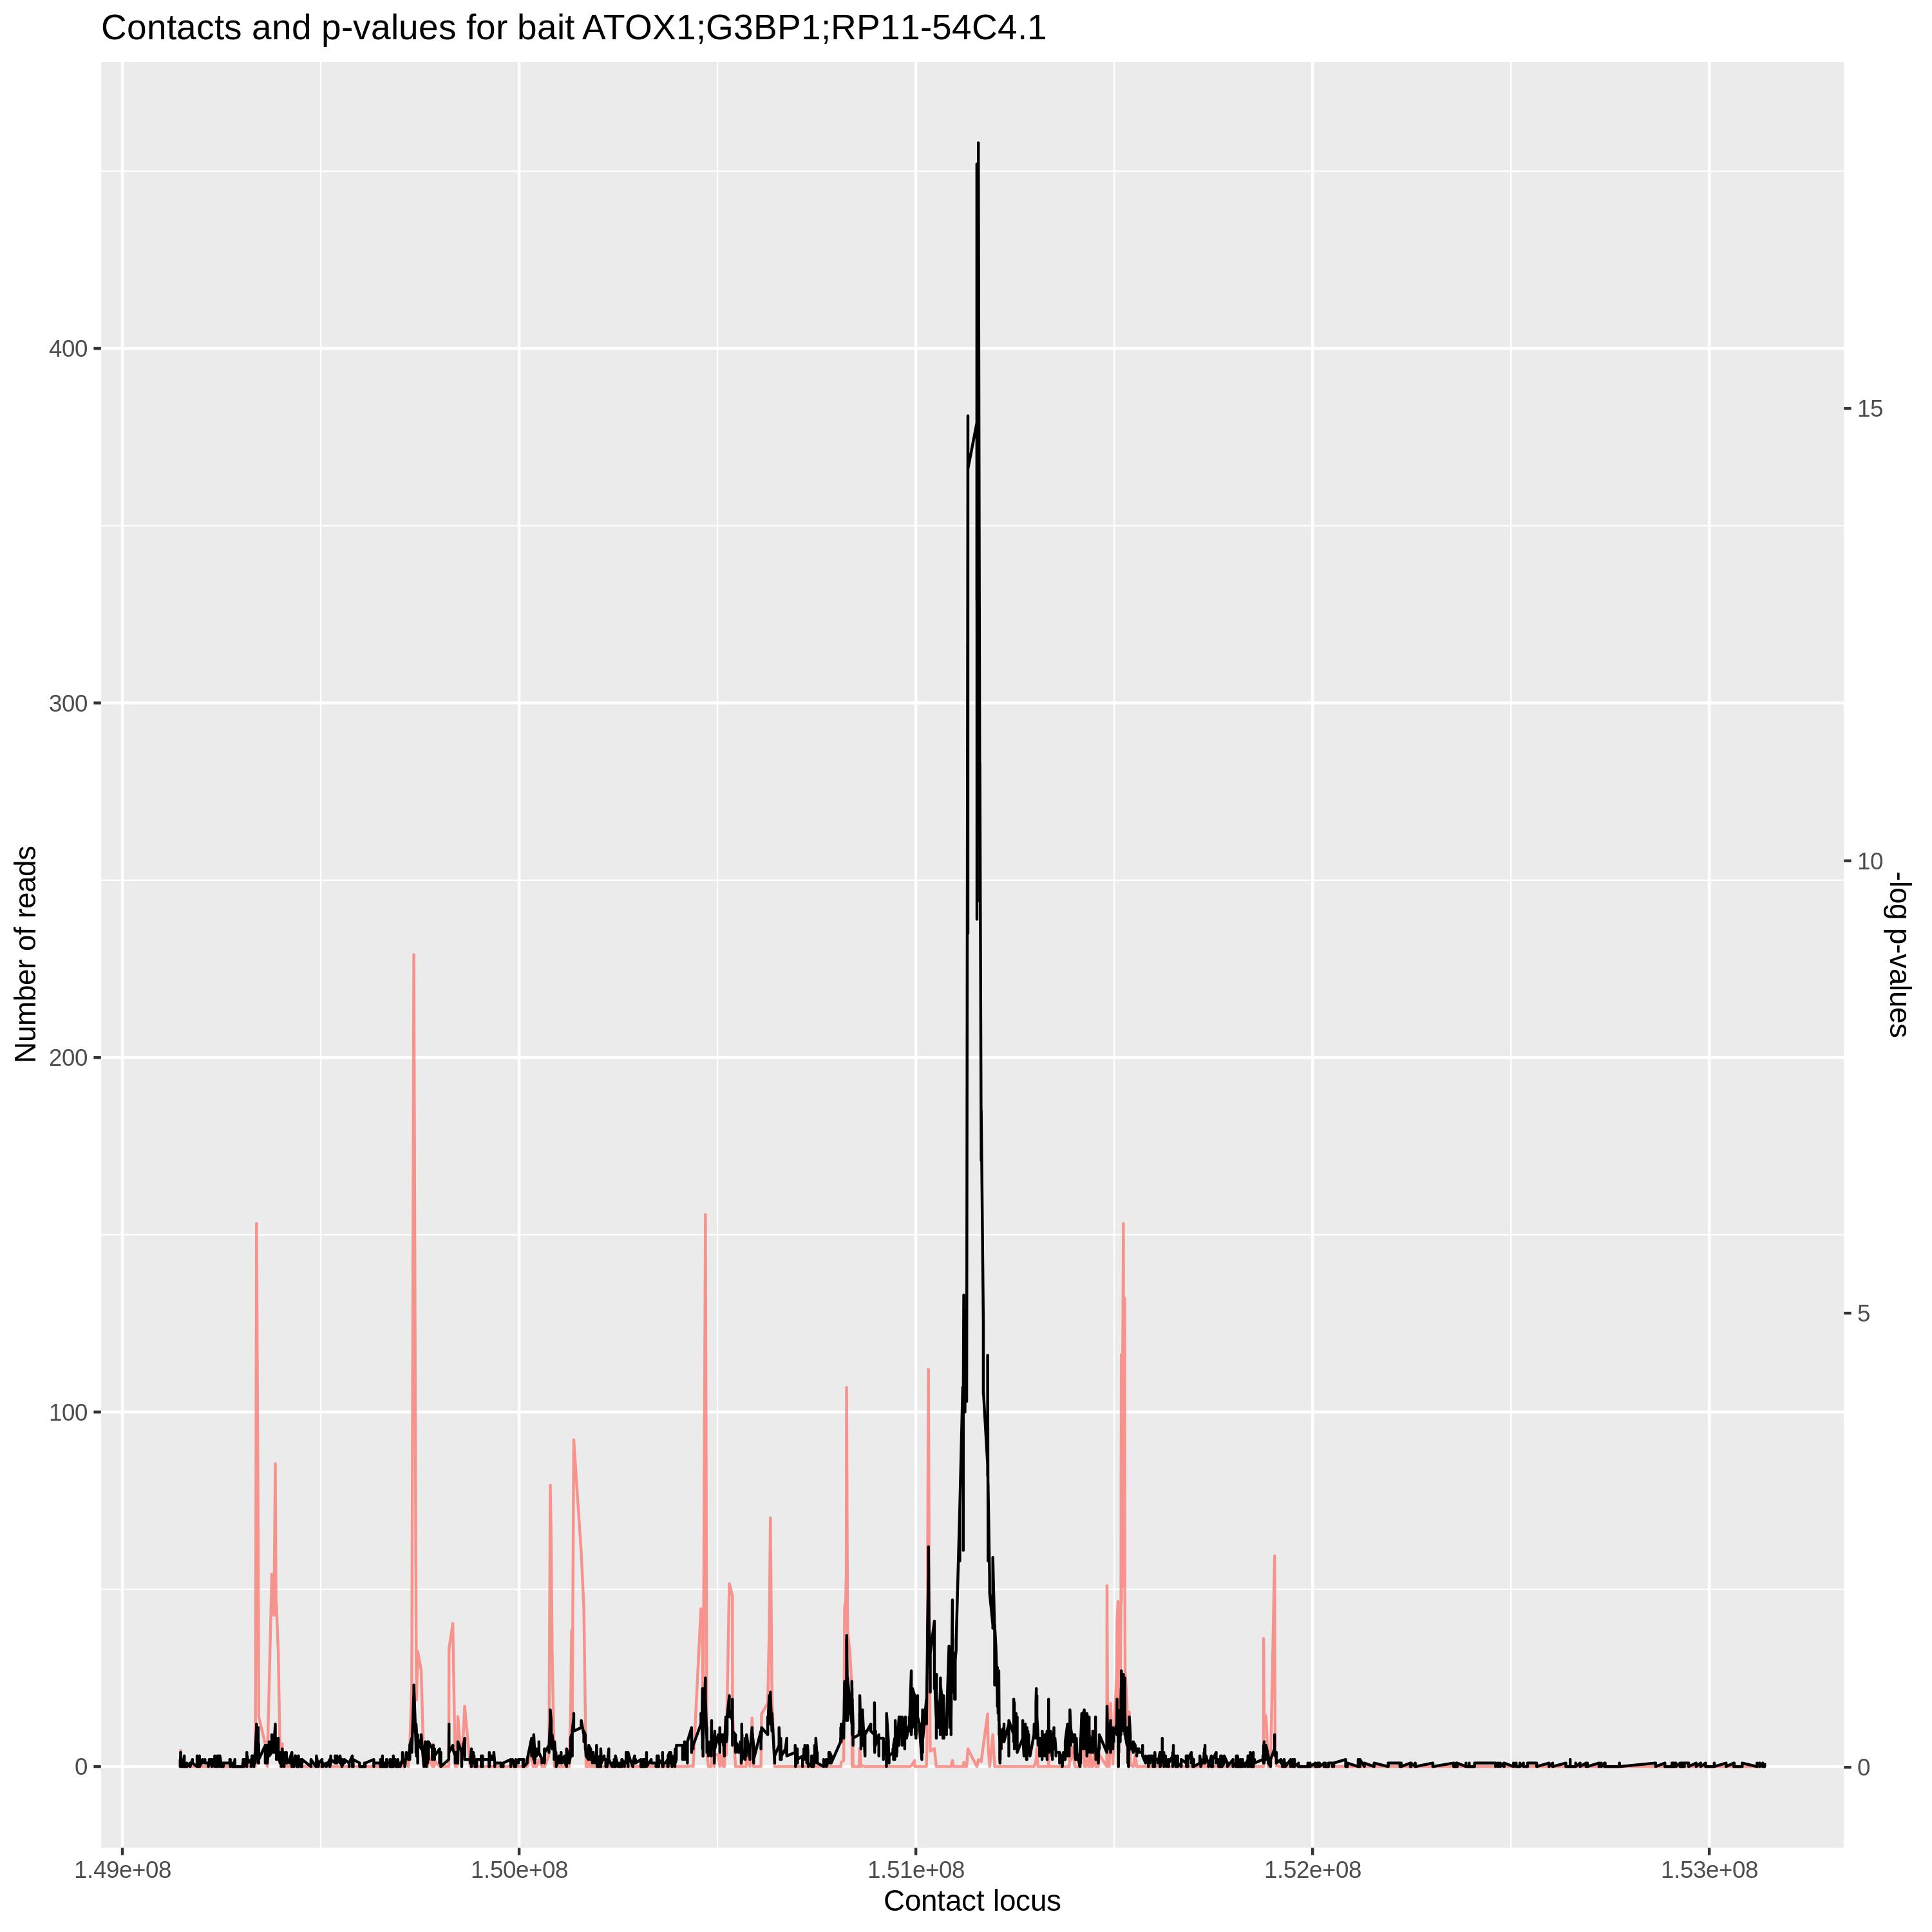 Contacts and p-values for bait ATOX1;G3BP1;RP11-54C4.1
Number of reads
400
300
200
100
0
15
10
5
0
-log p-values
1.49e+08 1.50e+08 1.51e+08 1.52e+08 1.53e+08
Contact locus